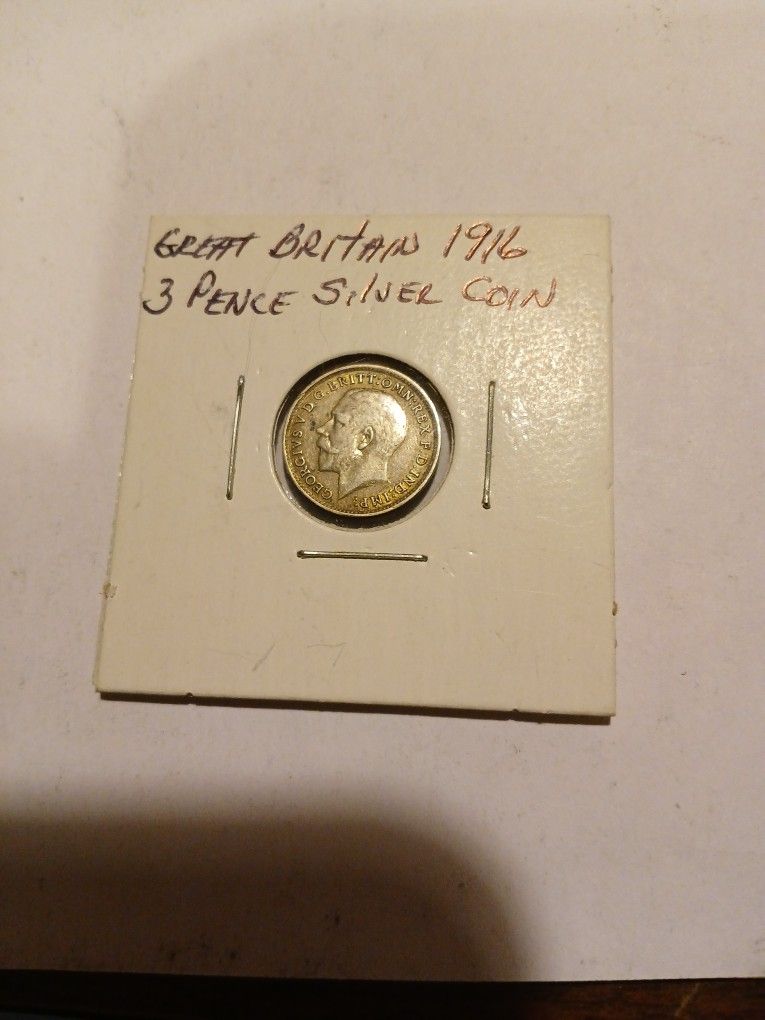 GREAT BRITAIN 1916
3 PENCE SILVER COIN
GEORGIVS V D.G.BRITT:OMN:REX F.D.IND:IMP: